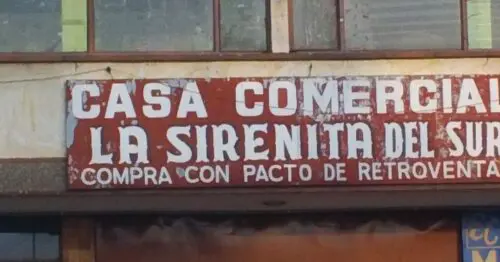 CASA COMERCIAL
LA SIRENITA DEL SUR
COMPRA CON PACTO DE RETROVENTA